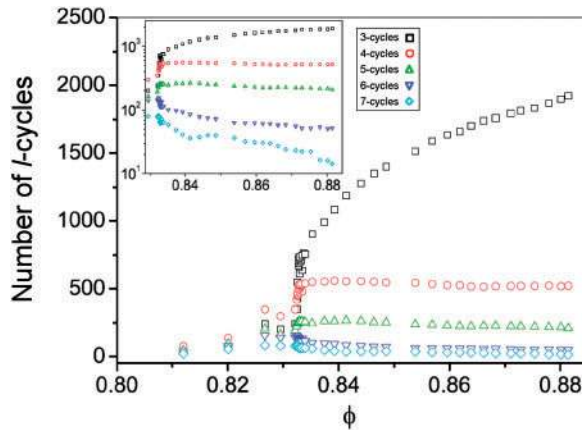 3-cycles
4-cycles
5-cycles
6-cycles
7-cycles
10³
10²
0.84
0.86
0.88
Number of l-cycles
2500
2000
1500
1000
500
0
0.80
0.82
0.84
0.86
0.88
ϕ